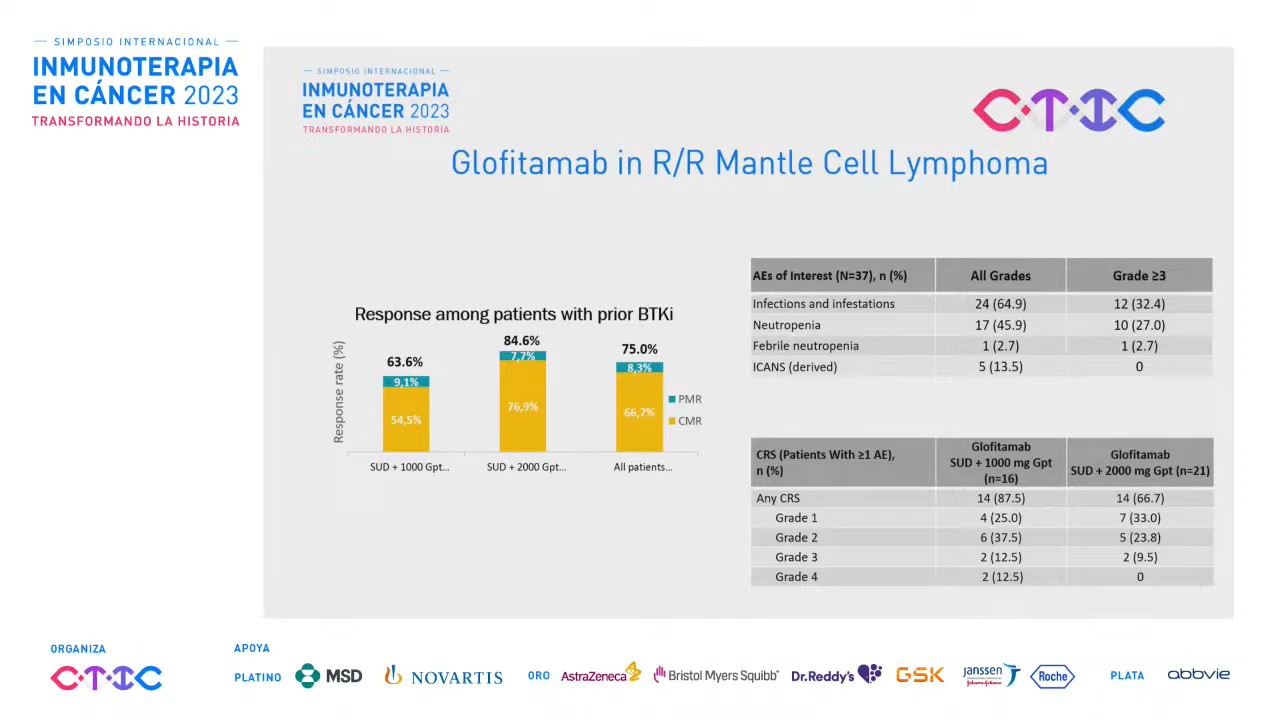 SIMPOSIO INTERNACIONAL
INMUNOTERAPIA
EN CÁNCER 2023
TRANSFORMANDO LA HISTORIA
SIMPOSIO INTERNACIONAL
INMUNOTERAPIA
EN CÁNCER 2023
TRANSFORMANDO LA HISTORIA
CTIC
Glofitamab in R/R Mantle Cell Lymphoma
Response among patients with prior BTKi
Response rate (%)
63.6%
9,1%
54,5%
84.6%
7,7%
76,9%
75.0%
8,3%
66,7%
PMR
CMR
SUD + 1000 Gpt...
SUD + 2000 Gpt...
All patients...
AEs of Interest (N=37), n (%) All Grades Grade ≥3
Infections and infestations 24 (64.9) 12 (32.4)
Neutropenia 17 (45.9) 10 (27.0)
Febrile neutropenia 1 (2.7) 1 (2.7)
ICANS (derived) 5 (13.5) 0
CRS (Patients With ≥1 AE),
n (%)
Glofitamab
SUD + 1000 mg Gpt
(n=16)
Glofitamab
SUD + 2000 mg Gpt (n=21)
Any CRS 14 (87.5) 14 (66.7)
Grade 1 4 (25.0) 7 (33.0)
Grade 2 6 (37.5) 5 (23.8)
Grade 3 2 (12.5) 2 (9.5)
Grade 4 2 (12.5) 0
ORGANIZA
CTIC
APOYA
PLATINO
MSD
NOVARTIS
ORO
AstraZeneca
Bristol Myers Squibb™
Dr.Reddy's
GSK
Janssen
Johnson&Johnson
Roche
PLATA
abbvie